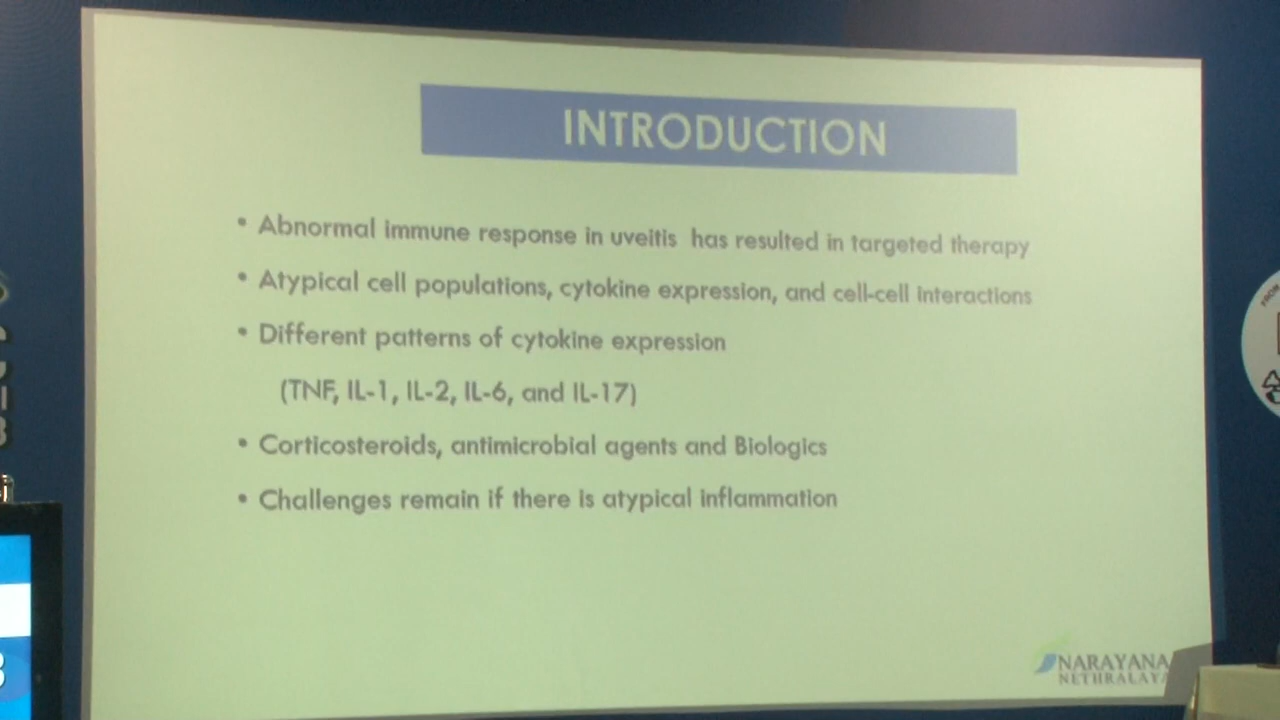 INTRODUCTION
• Abnormal immune response in uveitis has resulted in targeted therapy
• Atypical cell populations, cytokine expression, and cell-cell interactions
• Different patterns of cytokine expression
(TNF, IL-1, IL-2, IL-6, and IL-17)
• Corticosteroids, antimicrobial agents and Biologics
• Challenges remain if there is atypical inflammation
NARAYANA
NETHRALAYA
FROM